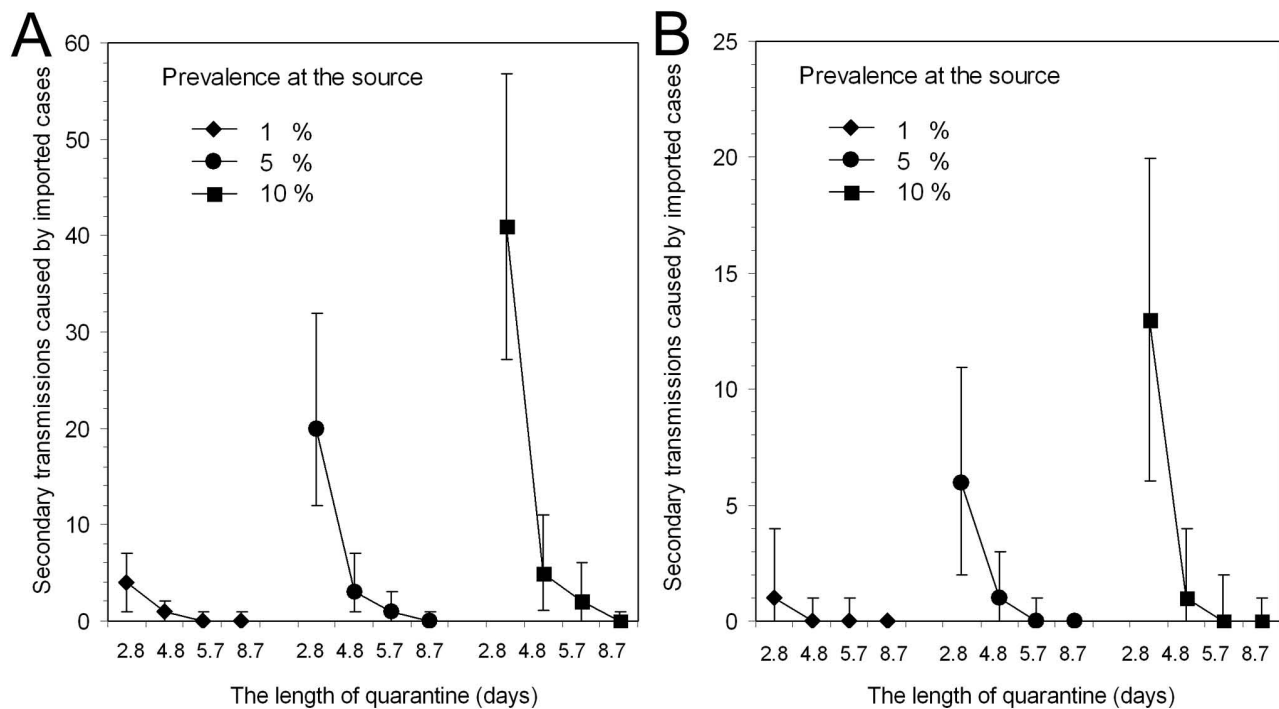 A
Secondary transmissions caused by imported cases
60
50
40
30
20
10
0
Prevalence at the source
1 %
5 %
10 %
2.8 4.8 5.7 8.7 2.8 4.8 5.7 8.7 2.8 4.8 5.7 8.7
The length of quarantine (days)
B
Secondary transmissions caused by imported cases
25
20
15
10
5
0
Prevalence at the source
1 %
5 %
10 %
2.8 4.8 5.7 8.7 2.8 4.8 5.7 8.7 2.8 4.8 5.7 8.7
The length of quarantine (days)